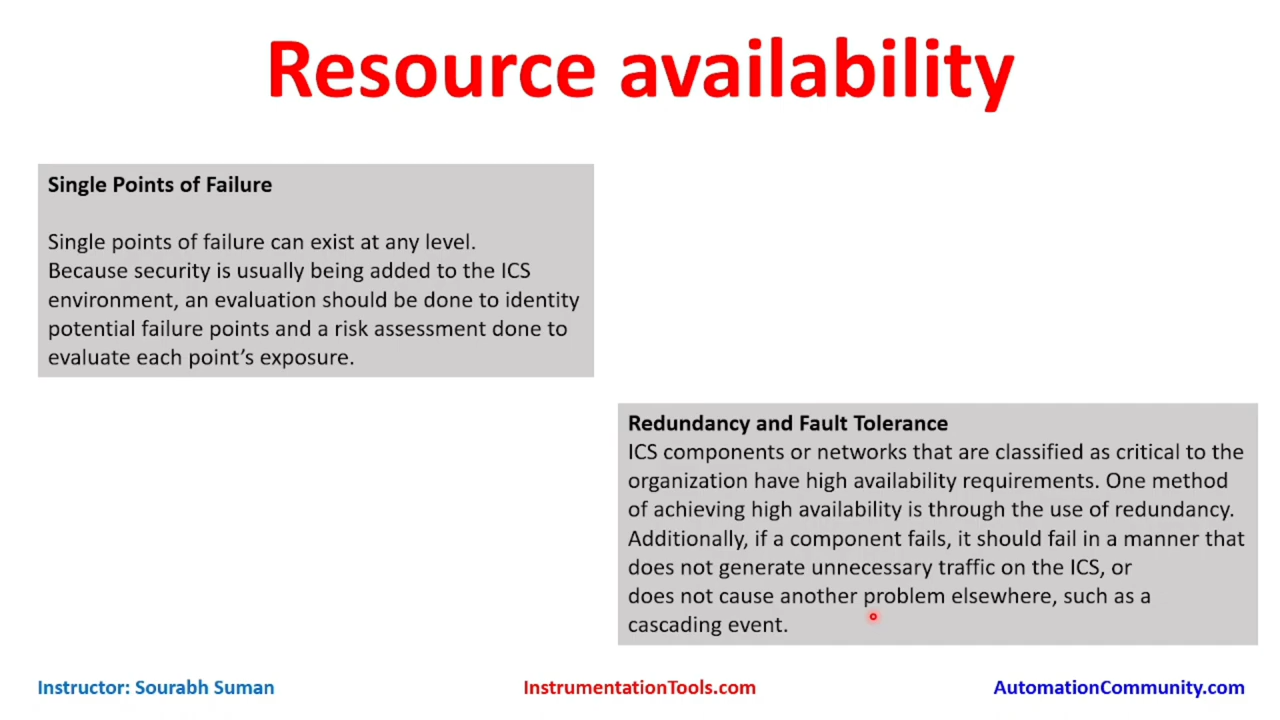 Resource availability
Single Points of Failure
Single points of failure can exist at any level.
Because security is usually being added to the ICS
environment, an evaluation should be done to identity
potential failure points and a risk assessment done to
evaluate each point’s exposure.
Redundancy and Fault Tolerance
ICS components or networks that are classified as critical to the
organization have high availability requirements. One method
of achieving high availability is through the use of redundancy.
Additionally, if a component fails, it should fail in a manner that
does not generate unnecessary traffic on the ICS, or
does not cause another problem elsewhere, such as a
cascading event.
Instructor: Sourabh Suman
InstrumentationTools.com
AutomationCommunity.com